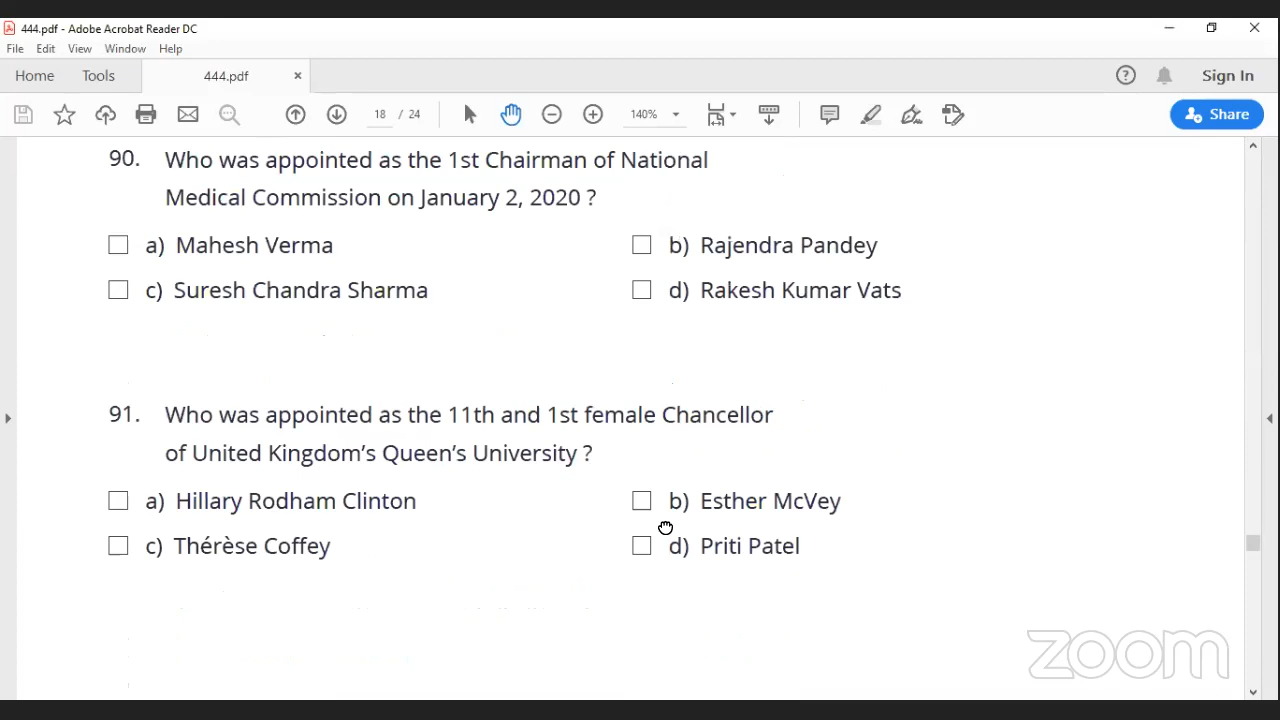 444.pdf - Adobe Acrobat Reader DC
File Edit View Window Help
Home Tools 444.pdf × Sign In
18 / 24 140% Share
90. Who was appointed as the 1st Chairman of National
Medical Commission on January 2, 2020 ?
a) Mahesh Verma b) Rajendra Pandey
c) Suresh Chandra Sharma d) Rakesh Kumar Vats
91. Who was appointed as the 11th and 1st female Chancellor
of United Kingdom’s Queen’s University ?
a) Hillary Rodham Clinton b) Esther McVey
c) Thérèse Coffey d) Priti Patel
zoom